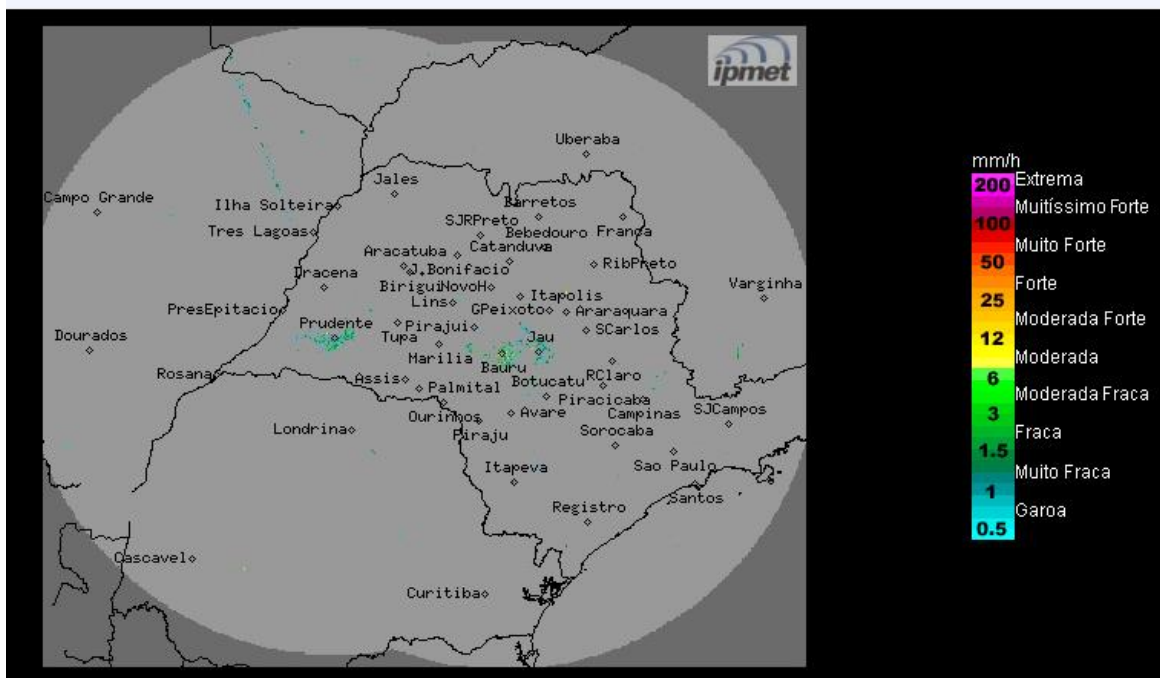 ipmet
Uberaba
Jales
Campo Grande
Ilha Solteira
Barretos
SJRPreto
Tres Lagoas
Bebedouro
Franca
Catanduva
Aracatuba
J.Bonifacio
RibPreto
Dracena
Birigui
NovoH
Varginha
Lins
Itapolis
PresEpitacio
GPeixoto
Araraquara
Prudente
Pirajui
SCarlos
Dourados
Tupa
Jau
Marilia
Bauru
Rosana
Assis
Palmital
Botucatu
RClaro
Piracicaba
Ourinhos
Avare
Campinas
SJCampos
Londrina
Piraju
Sorocaba
Itapeva
Sao Paulo
Santos
Registro
Cascavel
Curitiba
mm/h
200 Extrema
Muitíssimo Forte
100
Muito Forte
50
Forte
25
Moderada Forte
12
Moderada
6
Moderada Fraca
3
Fraca
1.5
Muito Fraca
1
Garoa
0.5